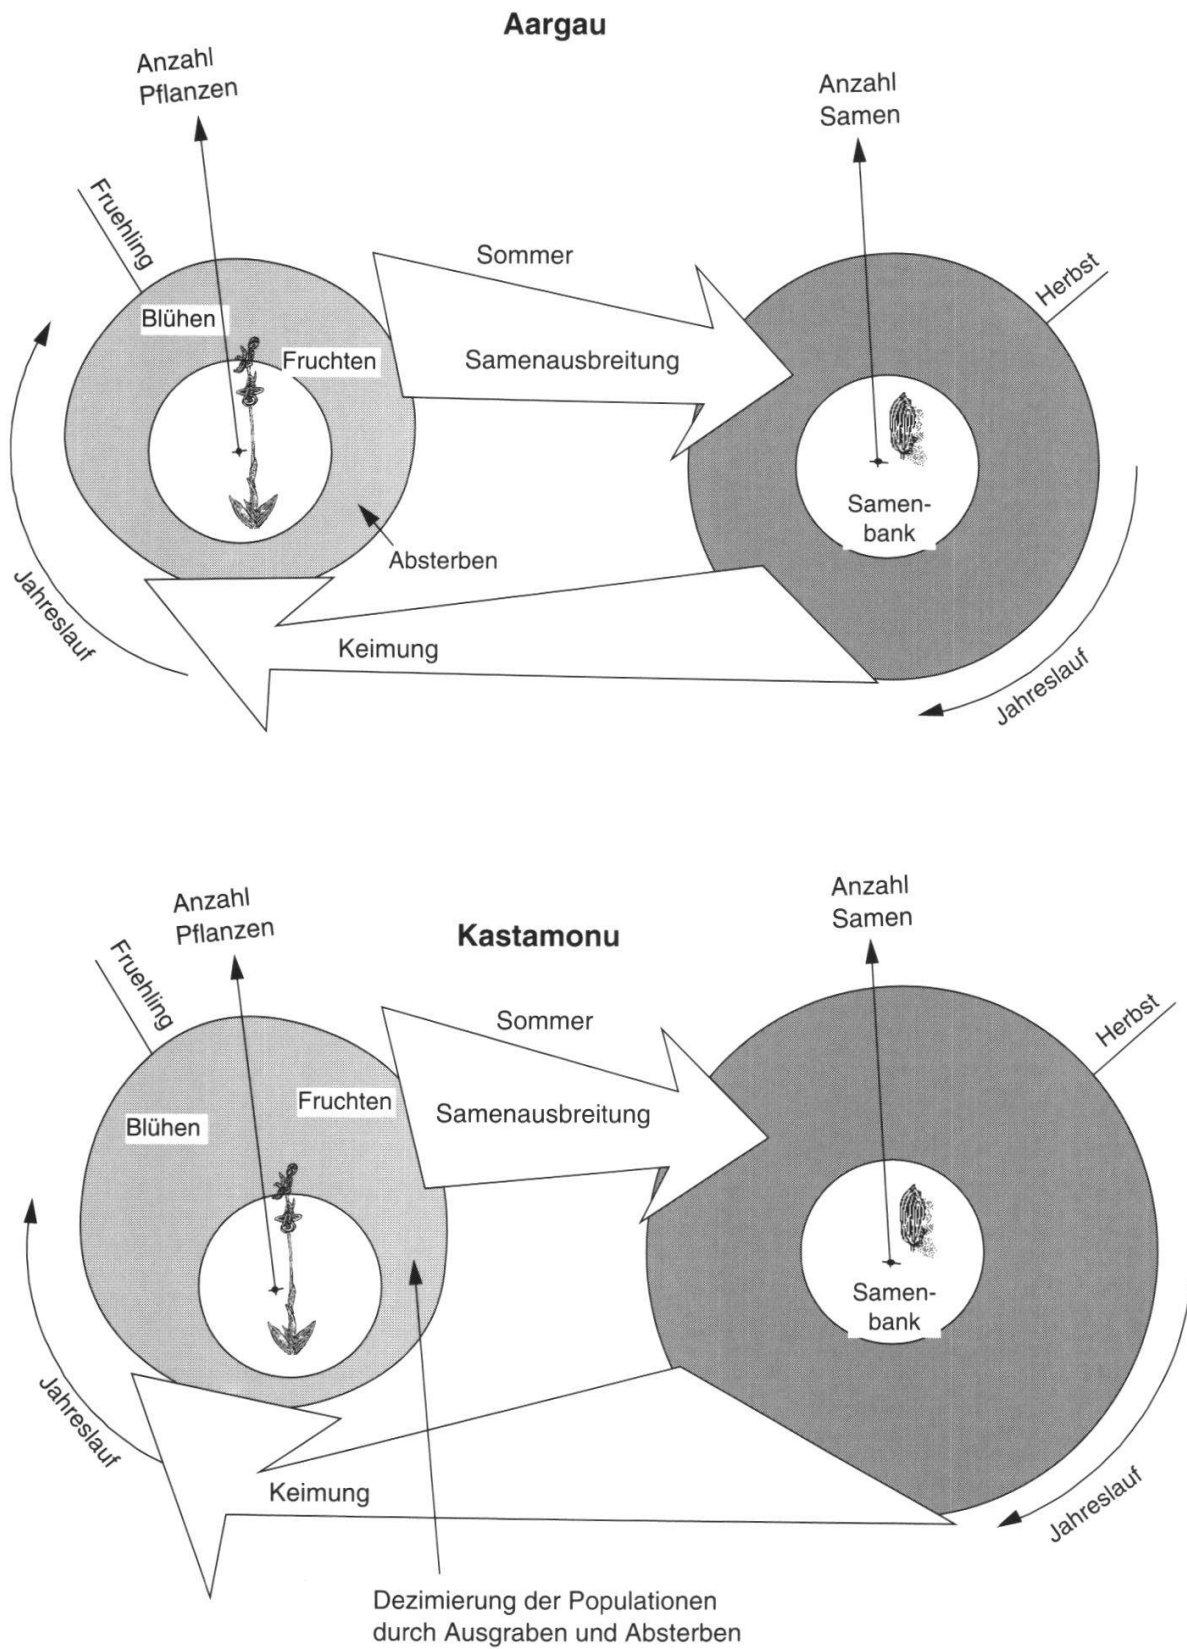 Aargau
Anzahl
Pflanzen
Anzahl
Samen
Fruehling
Sommer
Herbst
Blühen
Fruchten
Samenausbreitung
Samen-
bank
Absterben
Jahreslauf
Keimung
Jahreslauf
Kastamonu
Anzahl
Pflanzen
Anzahl
Samen
Fruehling
Sommer
Herbst
Fruchten
Blühen
Samenausbreitung
Samen-
bank
Jahreslauf
Keimung
Jahreslauf
Dezimierung der Populationen
durch Ausgraben und Absterben